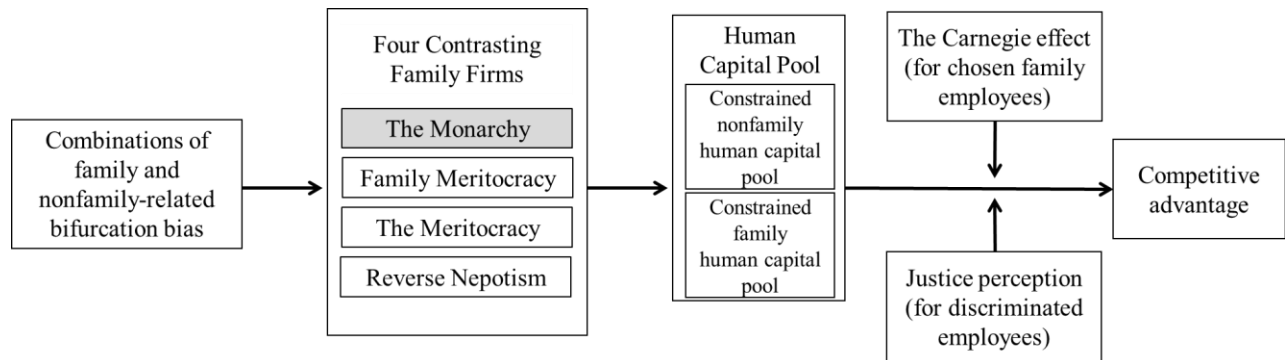 Combinations of
family and
nonfamily-related
bifurcation bias
Four Contrasting
Family Firms
The Monarchy
Family Meritocracy
The Meritocracy
Reverse Nepotism
Human
Capital Pool
Constrained
nonfamily
human capital
pool
Constrained
family
human capital
pool
The Carnegie effect
(for chosen family
employees)
Justice perception
(for discriminated
employees)
Competitive
advantage